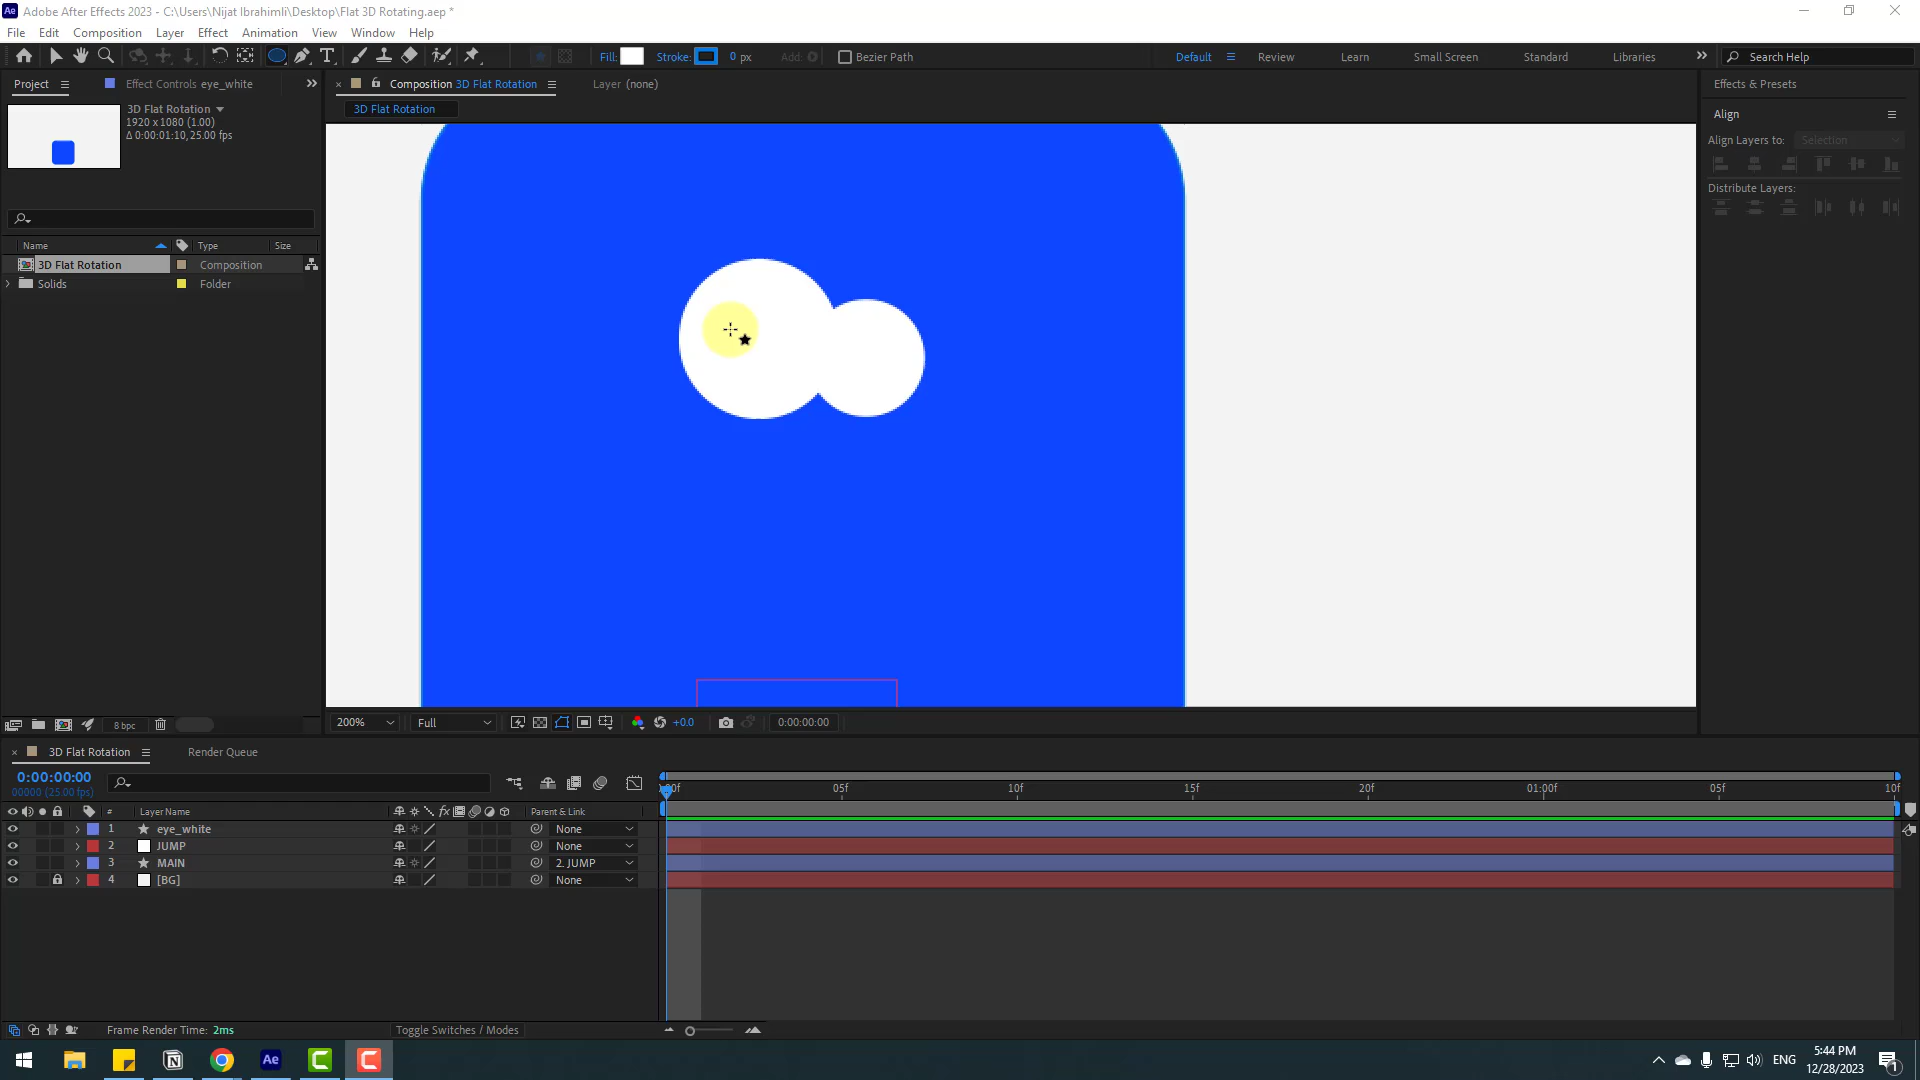 Ae Adobe After Effects 2023 - C:\Users\Nijat Ibrahimli\Desktop\Flat 3D Rotating.aep *
File Edit Composition Layer Effect Animation View Window Help
Fill: Stroke: 0 px Add: Bezier Path Default Review Learn Small Screen Standard Libraries Search Help
Project Effect Controls eye_white Composition 3D Flat Rotation Layer (none) Effects & Presets
3D Flat Rotation
1920 x 1080 (1.00)
Δ 0:00:01:10, 25.00 fps
3D Flat Rotation
Align
Align Layers to: Selection
Distribute Layers:
Name Type Size
3D Flat Rotation Composition
Solids Folder
8 bpc 200% Full +0.0 0:00:00:00
3D Flat Rotation Render Queue
0:00:00:00
00000 (25.00 fps)
05f 10f 15f 20f 01:00f 05f 10f
# Layer Name fx Parent & Link
1 eye_white None
2 JUMP None
3 MAIN 2. JUMP
4 [BG] None
Frame Render Time: 2ms Toggle Switches / Modes
Ae ENG 5:44 PM
12/28/2023 1